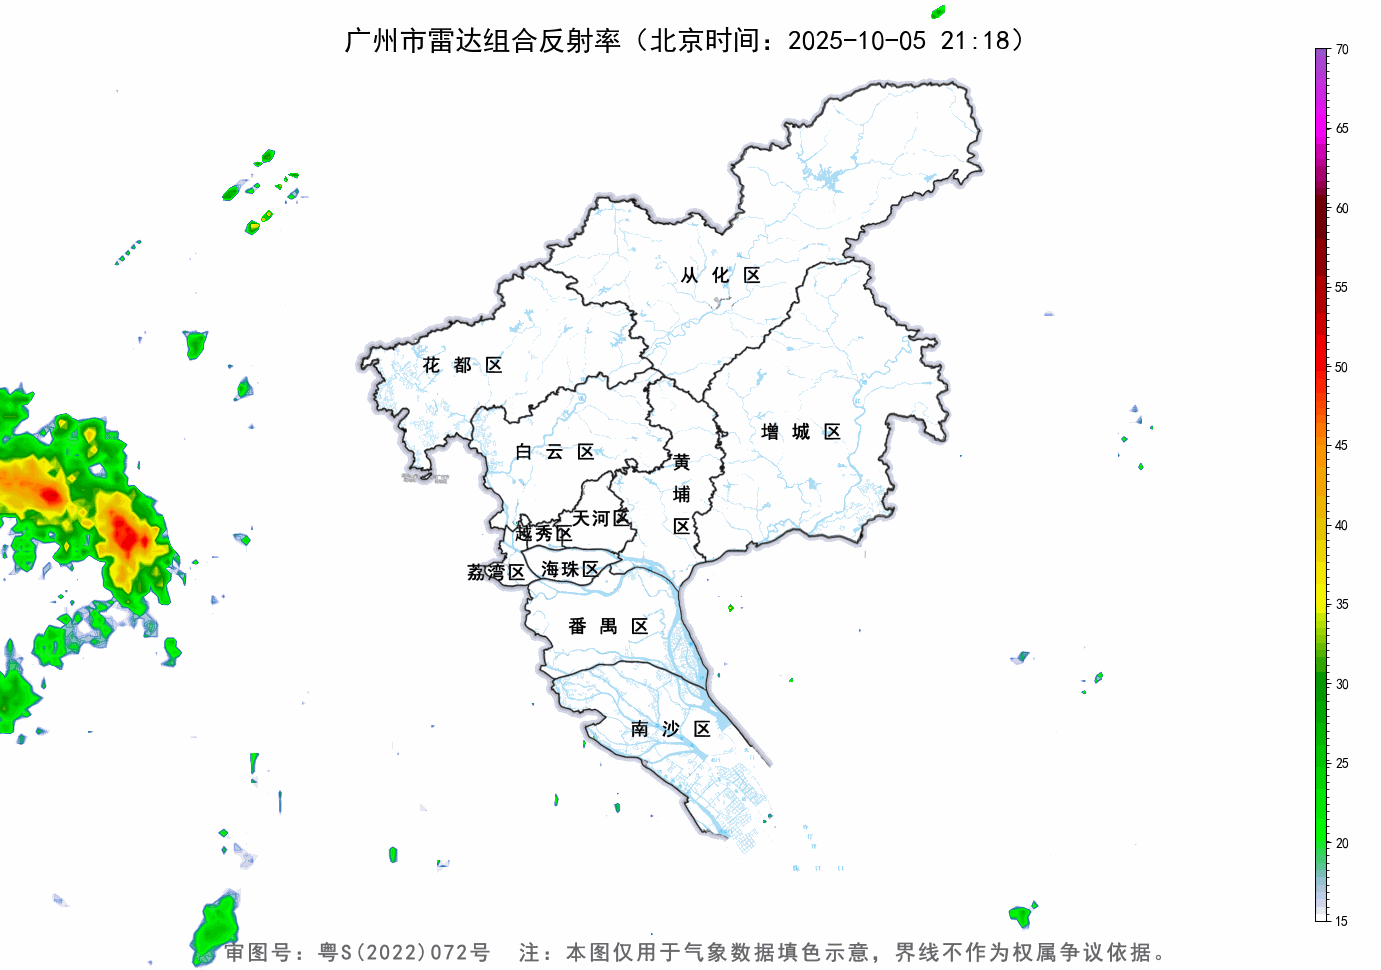 广州市雷达组合反射率（北京时间：2025-10-05 21:18）
70
65
60
55
50
45
40
35
30
25
20
15
从化区
花都区
增城区
白云区
黄埔区
天河区
越秀区
荔湾区
海珠区
番禺区
南沙区
审图号：粤S(2022)072号　注：本图仅用于气象数据填色示意，界线不作为权属争议依据。